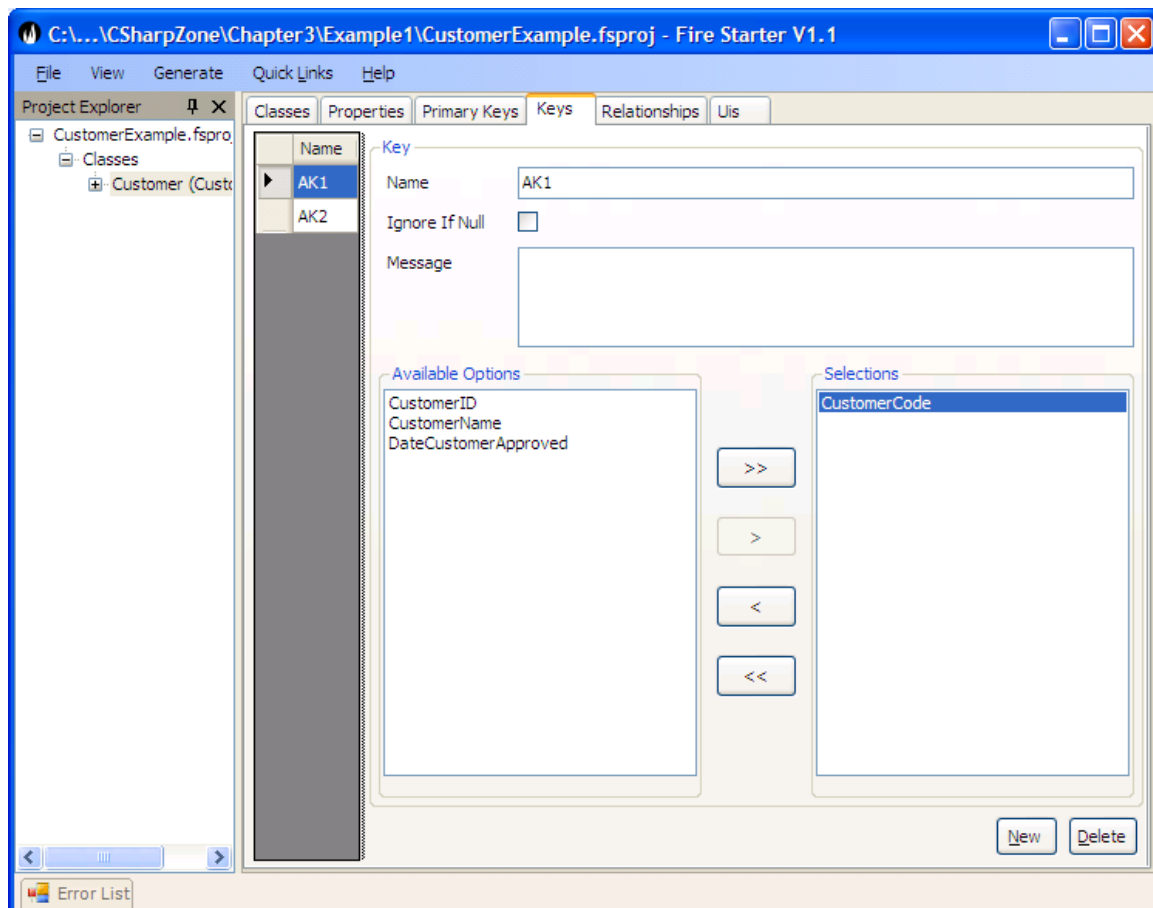 C:\...\CSharpZone\Chapter3\Example1\CustomerExample.fsproj - Fire Starter V1.1
File View Generate Quick Links Help
Project Explorer
CustomerExample.fsproj
Classes
Customer (Custo
Classes Properties Primary Keys Keys Relationships Uis
Name
AK1
AK2
Key
Name AK1
Ignore If Null
Message
Available Options
CustomerID
CustomerName
DateCustomerApproved
>>
>
<
<<
Selections
CustomerCode
New Delete
Error List